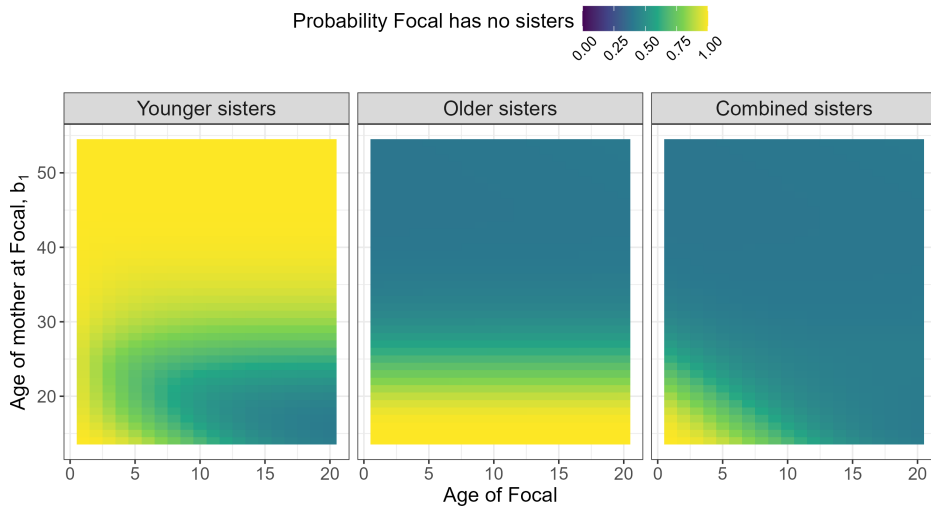 Probability Focal has no sisters
0.00 0.25 0.50 0.75 1.00
Younger sisters Older sisters Combined sisters
Age of mother at Focal, b₁
50
40
30
20
0 5 10 15 20 0 5 10 15 20 0 5 10 15 20
Age of Focal